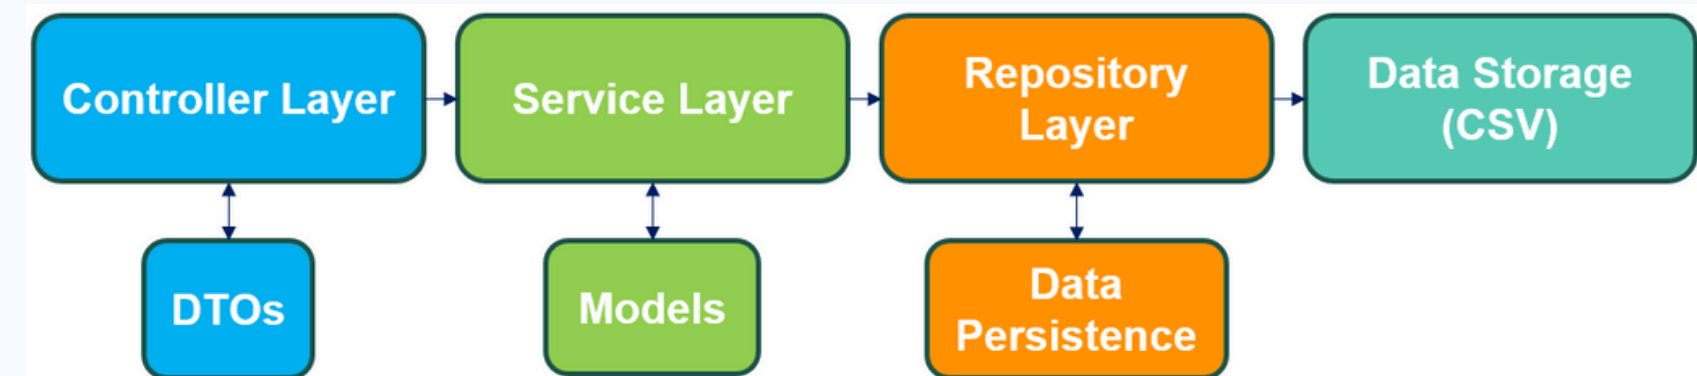 Controller Layer
Service Layer
Repository
Layer
Data Storage
(CSV)
DTOs
Models
Data
Persistence